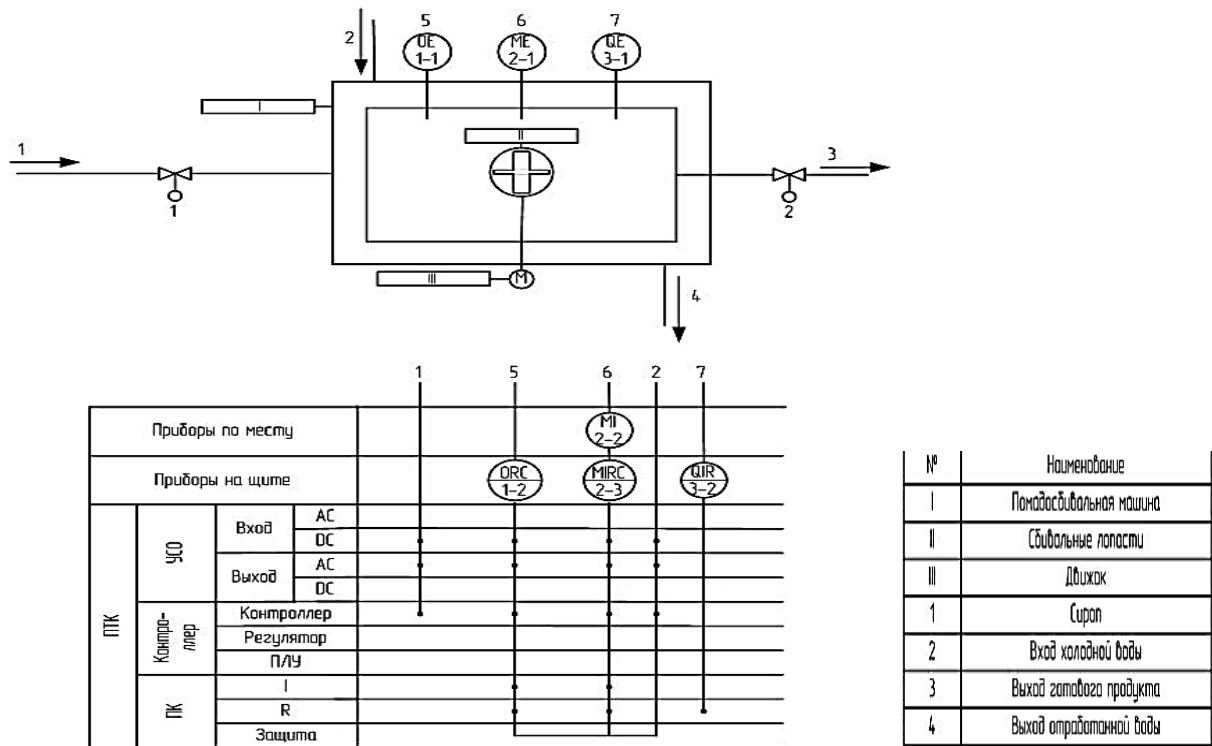 5 6 7
2
OE 1-1
ME 2-1
QE 3-1
I
II
1
3
1
2
III
M
4
1 5 6 2 7
Приборы по месту
MI 2-2
Приборы на щите
ORC 1-2
MIRC 2-3
QIR 3-2
ПТК
УСО
Вход
AC
DC
Выход
AC
DC
Контро-
ллер
Контроллер
Регулятор
ПЛУ
ПК
I
R
Защита
№ Наименование
I Помадосбивальная машина
II Сбивальные лопасти
III Движок
1 Сироп
2 Вход холодной воды
3 Выход готового продукта
4 Выход отработанной воды